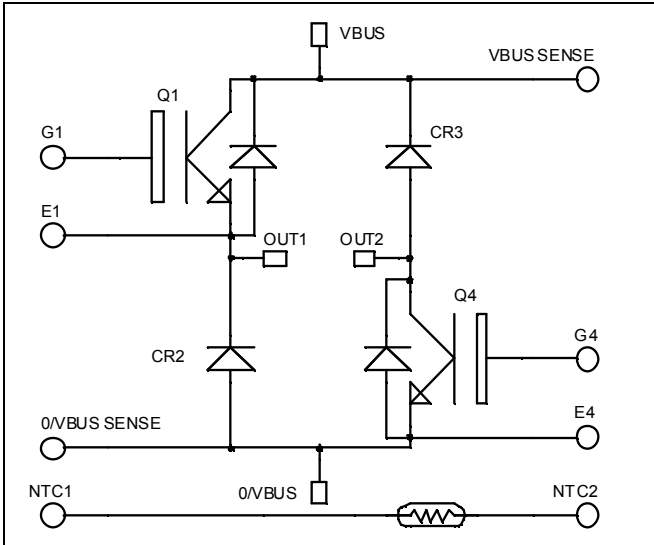 VBUS
VBUS SENSE
Q1
G1
CR3
E1
OUT1
OUT2
Q4
CR2
G4
0/VBUS SENSE
E4
NTC1
0/VBUS
NTC2